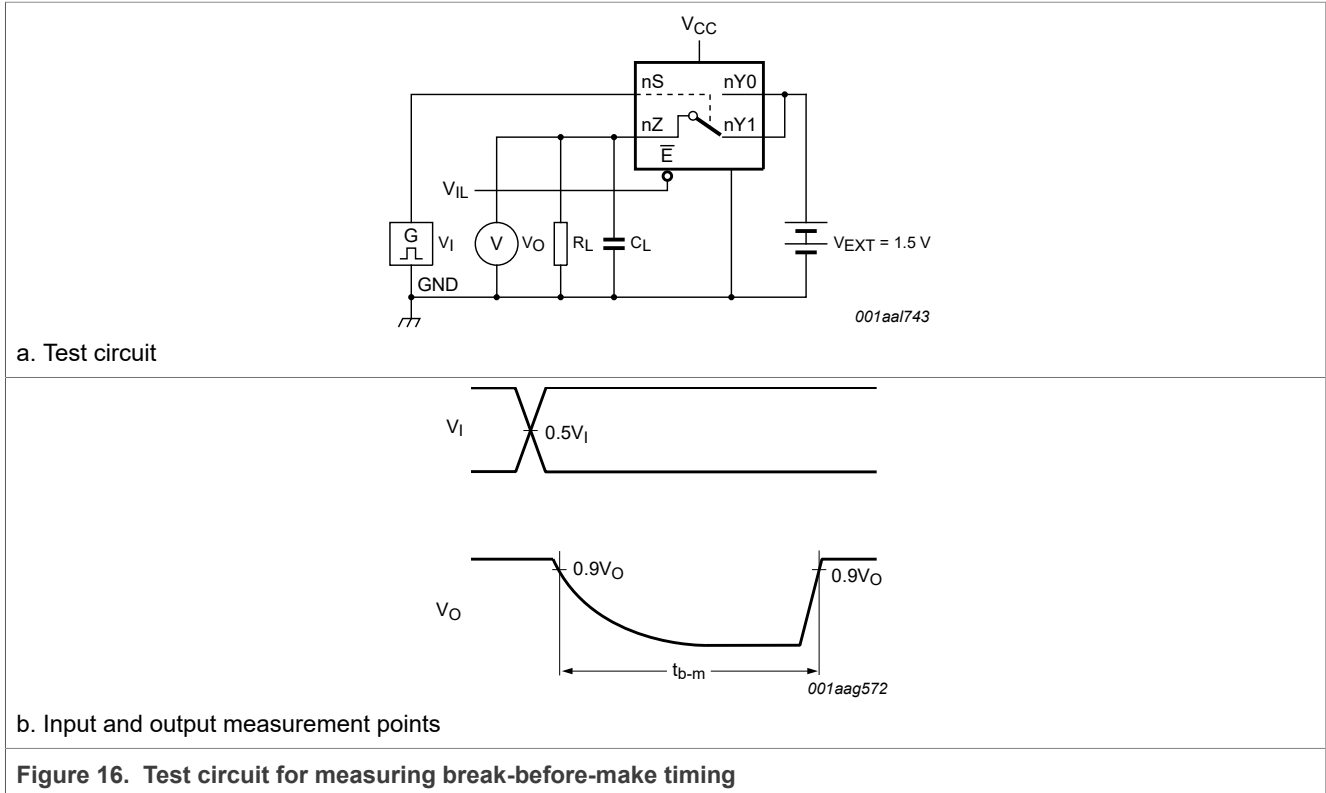 VCC
nS nY0
nZ nY1
E
VIL
G VI V VO RL CL VEXT = 1.5 V
GND
001aal743
a. Test circuit
VI 0.5VI
0.9VO 0.9VO
VO
tb-m
001aag572
b. Input and output measurement points
Figure 16. Test circuit for measuring break-before-make timing